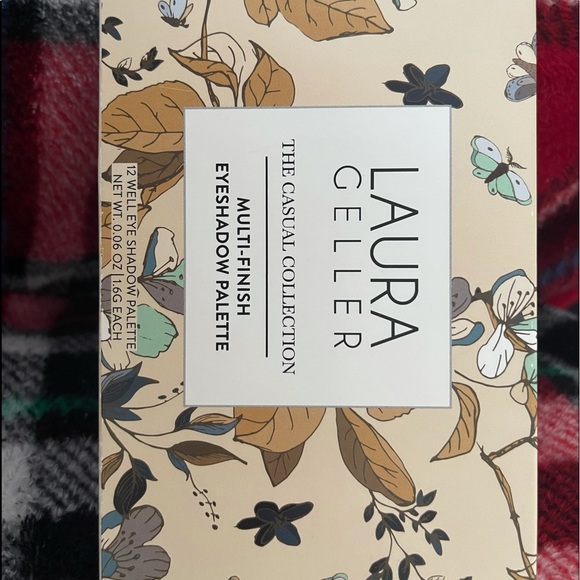 LAURA
GELLER
THE CASUAL COLLECTION
MULTI-FINISH
EYESHADOW PALETTE
12 WELL EYE SHADOW PALETTE
NET WT. 0.06 OZ | 1.6G EACH